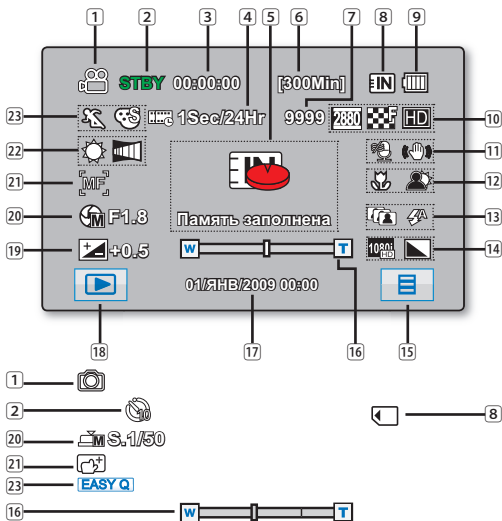 1 2 3 4 5 6 7 8 9
STBY 00:00:00 [300Min] IN
23 S 1Sec/24Hr 9999 2880 F HD 10
22 IN 11
21 MF 12
20 M F1.8 Память заполнена 13
19 +0.5 W T 1080i HD 14
01/ЯНВ/2009 00:00
18 17 16 15
1
2 10 8
20 M S.1/50
21
23 EASY Q
16 W T